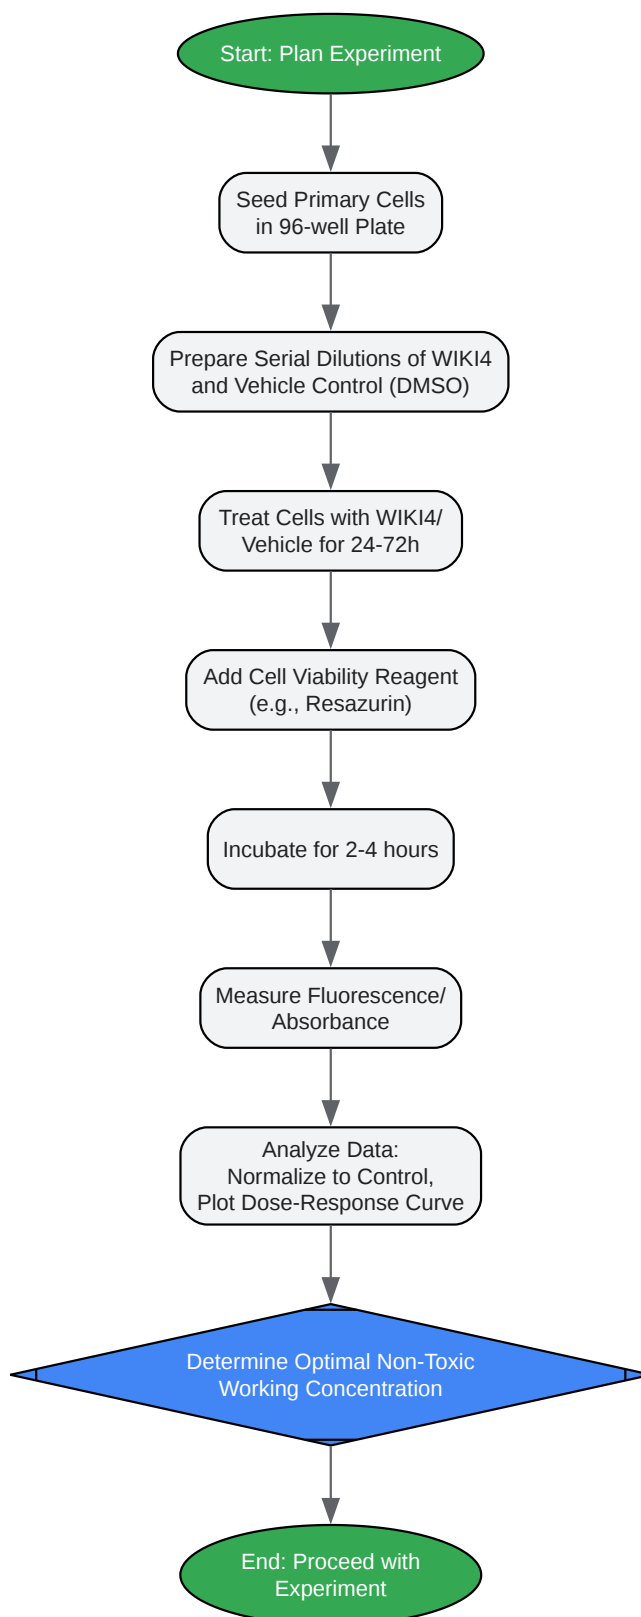 Start: Plan Experiment
Seed Primary Cells
in 96-well Plate
Prepare Serial Dilutions of WIKI4
and Vehicle Control (DMSO)
Treat Cells with WIKI4/
Vehicle for 24-72h
Add Cell Viability Reagent
(e.g., Resazurin)
Incubate for 2-4 hours
Measure Fluorescence/
Absorbance
Analyze Data:
Normalize to Control,
Plot Dose-Response Curve
Determine Optimal Non-Toxic
Working Concentration
End: Proceed with
Experiment